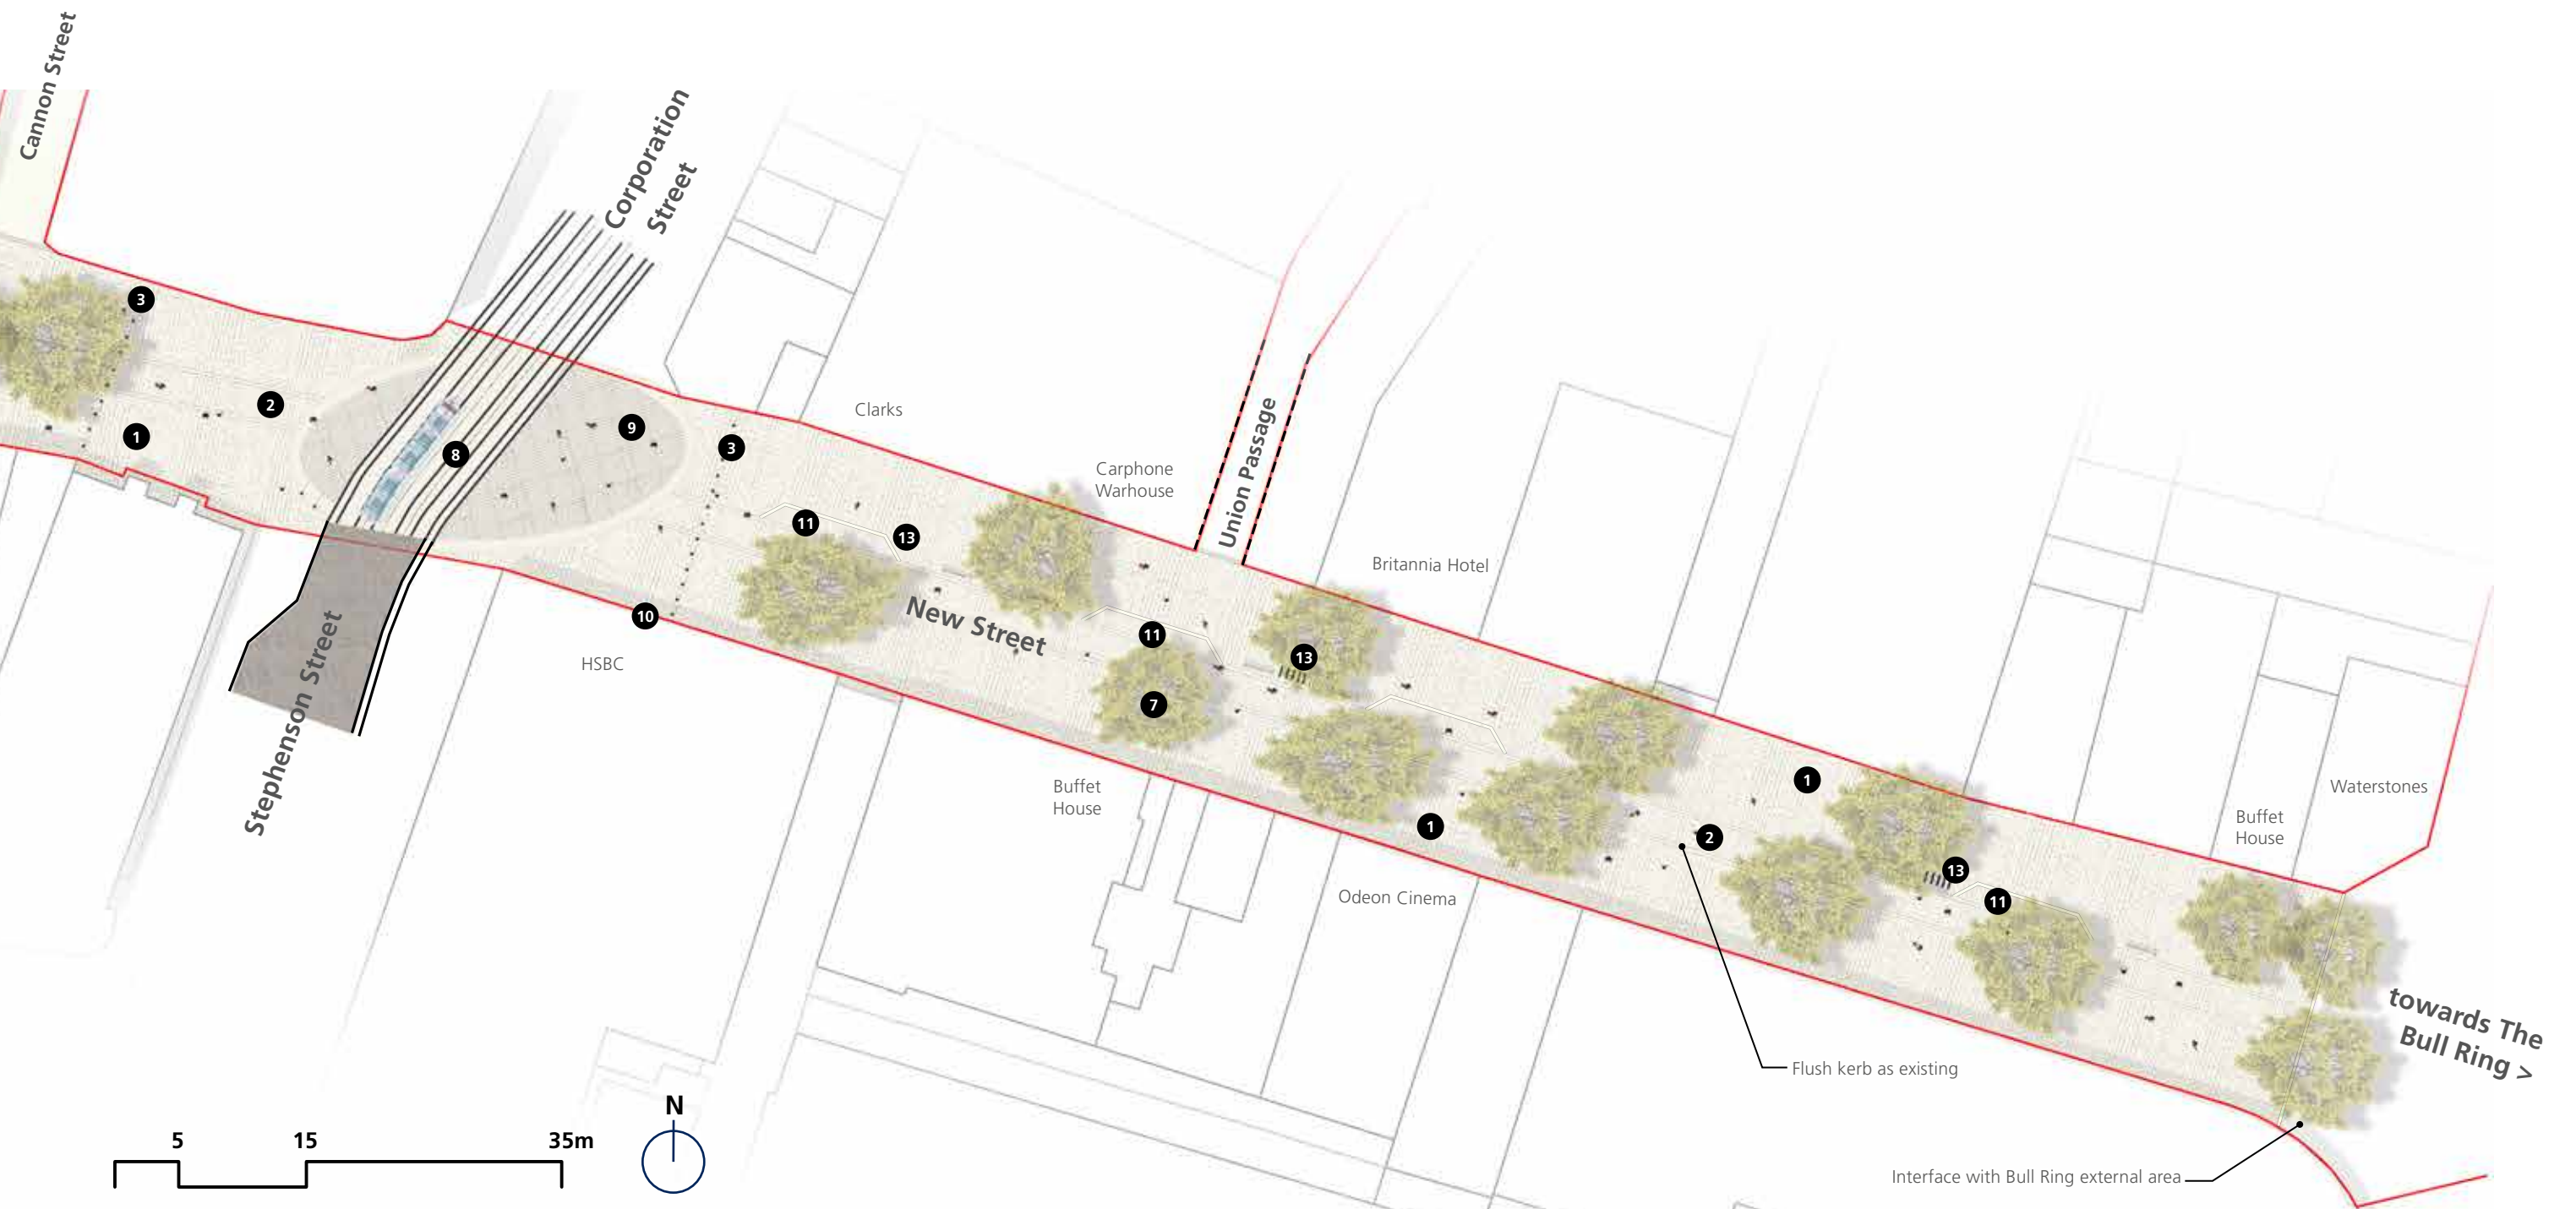 Cannon Street
Corporation
Street
3
2
1
8
9
3
Clarks
Carphone
Warhouse
Union Passage
11
13
10
HSBC
New Street
Stephenson Street
11
7
13
Britannia Hotel
Buffet
House
1
Odeon Cinema
1
2
13
11
Buffet
House
Waterstones
towards The
Bull Ring >
Flush kerb as existing
Interface with Bull Ring external area
5
15
35m
N